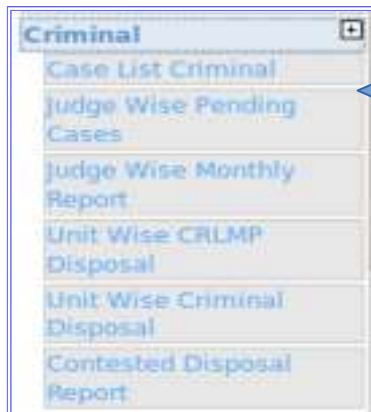 Criminal
Case List Criminal
Judge Wise Pending
Cases
Judge Wise Monthly
Report
Unit Wise CRLMP
Disposal
Unit Wise Criminal
Disposal
Contested Disposal
Report